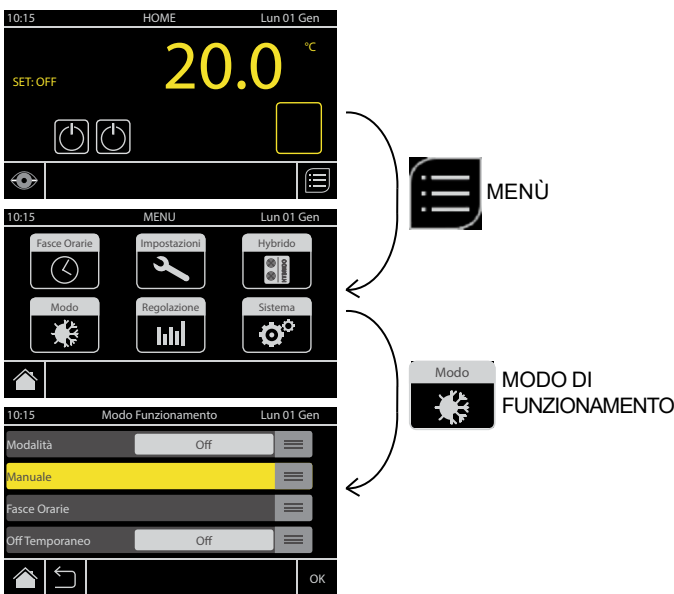 10:15 HOME Lun 01 Gen
SET: OFF 20.0 °C
MENÙ
10:15 MENU Lun 01 Gen
Fasce Orarie Impostazioni Hybrido
HYBRIDO
Modo Regolazione Sistema
Modo
MODO DI
FUNZIONAMENTO
10:15 Modo Funzionamento Lun 01 Gen
Modalità Off
Manuale
Fasce Orarie
Off Temporaneo Off
OK